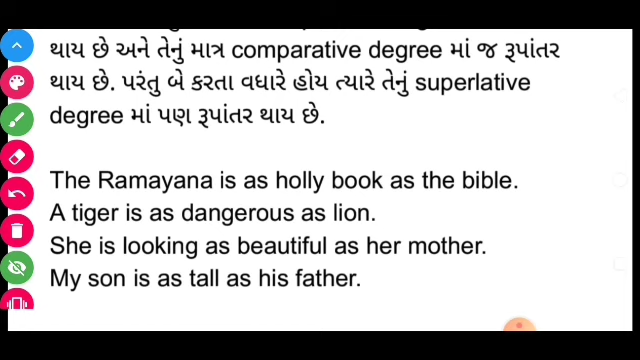 થાય છે અને તેનું માત્ર comparative degree માં જ રૂપાંતર
થાય છે. પરંતુ બે કરતા વધારે હોય ત્યારે તેનું superlative
degree માં પણ રૂપાંતર થાય છે.
The Ramayana is as holly book as the bible.
A tiger is as dangerous as lion.
She is looking as beautiful as her mother.
My son is as tall as his father.